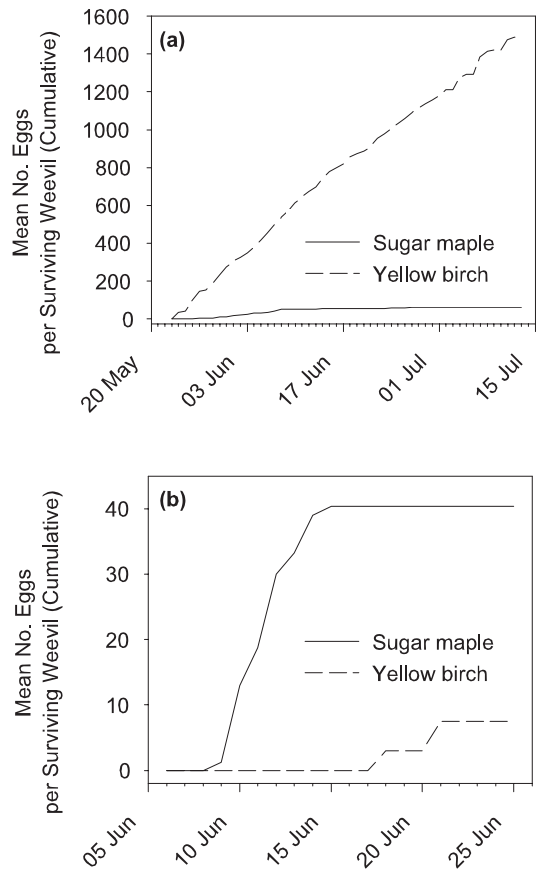 (a)
Mean No. Eggs
per Surviving Weevil (Cumulative)
1600
1400
1200
1000
800
600
400
200
0
Sugar maple
Yellow birch
20 May
03 Jun
17 Jun
01 Jul
15 Jul
(b)
Mean No. Eggs
per Surviving Weevil (Cumulative)
40
30
20
10
0
Sugar maple
Yellow birch
05 Jun
10 Jun
15 Jun
20 Jun
25 Jun